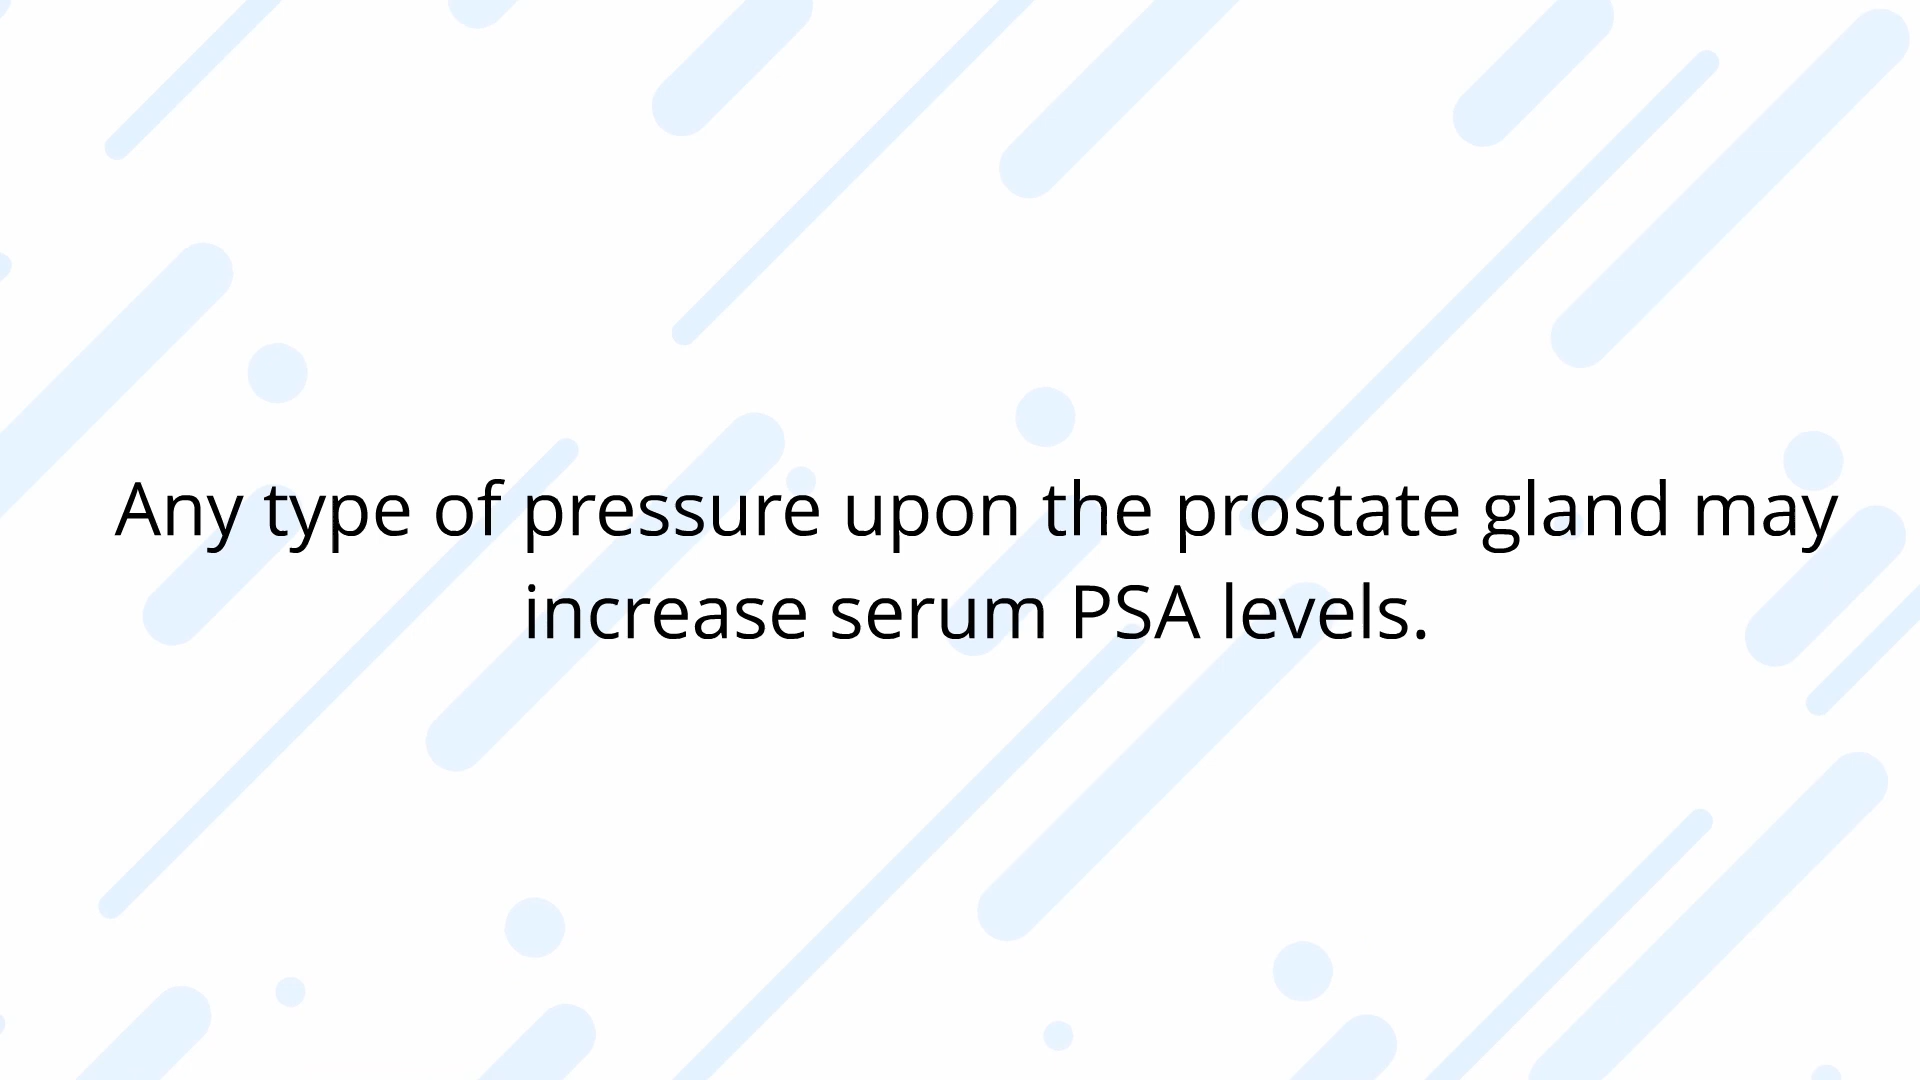 Any type of pressure upon the prostate gland may
increase serum PSA levels.